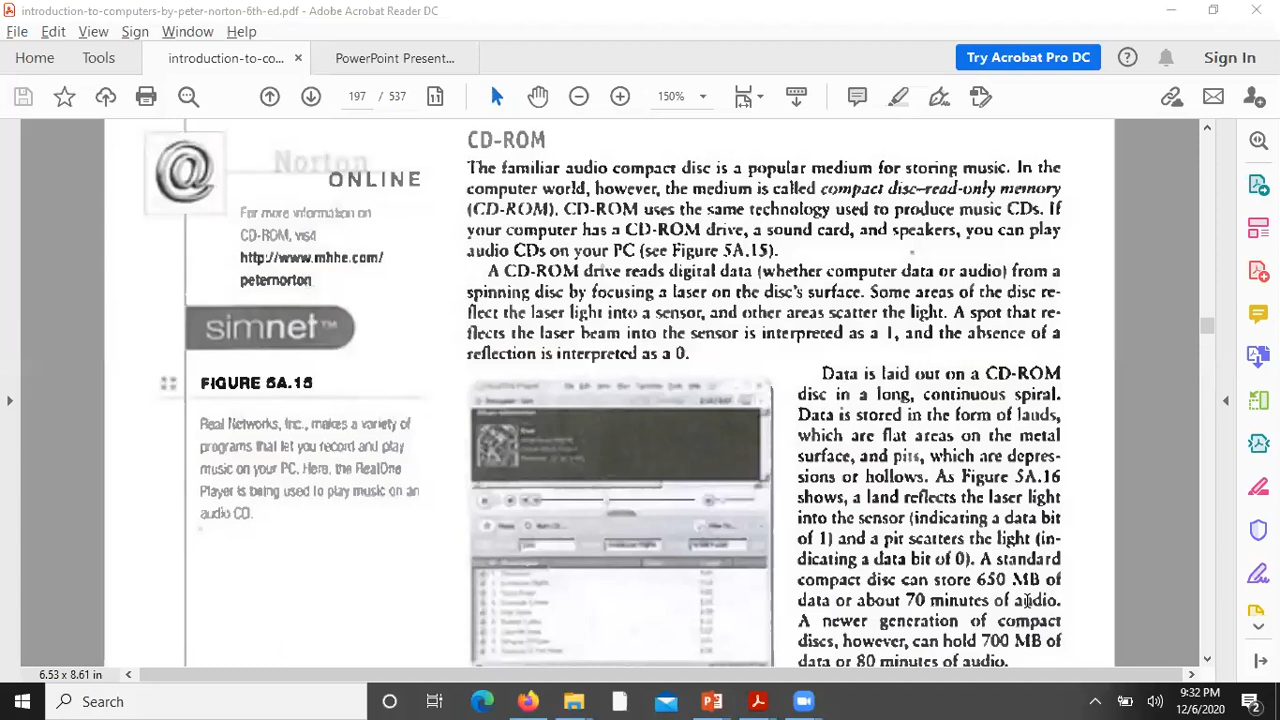 introduction-to-computers-by-peter-norton-6th-ed.pdf - Adobe Acrobat Reader DC
File Edit View Sign Window Help
Home Tools introduction-to-co... × PowerPoint Present... Try Acrobat Pro DC Sign In
197 / 537 150%
Norton
ONLINE
For more information on
CD-ROM, visit
http://www.mhhe.com/
peternorton
simnet™
FIGURE 5A.15
Real Networks, Inc., makes a variety of
programs that let you record and play
music on your PC. Here, the RealOne
Player is being used to play music on an
audio CD.
CD-ROM
The familiar audio compact disc is a popular medium for storing music. In the
computer world, however, the medium is called compact disc–read-only memory
(CD-ROM). CD-ROM uses the same technology used to produce music CDs. If
your computer has a CD-ROM drive, a sound card, and speakers, you can play
audio CDs on your PC (see Figure 5A.15).
A CD-ROM drive reads digital data (whether computer data or audio) from a
spinning disc by focusing a laser on the disc's surface. Some areas of the disc re-
flect the laser light into a sensor, and other areas scatter the light. A spot that re-
flects the laser beam into the sensor is interpreted as a 1, and the absence of a
reflection is interpreted as a 0.
Data is laid out on a CD-ROM
disc in a long, continuous spiral.
Data is stored in the form of lands,
which are flat areas on the metal
surface, and pits, which are depres-
sions or hollows. As Figure 5A.16
shows, a land reflects the laser light
into the sensor (indicating a data bit
of 1) and a pit scatters the light (in-
dicating a data bit of 0). A standard
compact disc can store 650 MB of
data or about 70 minutes of audio.
A newer generation of compact
discs, however, can hold 700 MB of
data or 80 minutes of audio.
6.53 x 8.61 in
Search
9:32 PM
12/6/2020
2